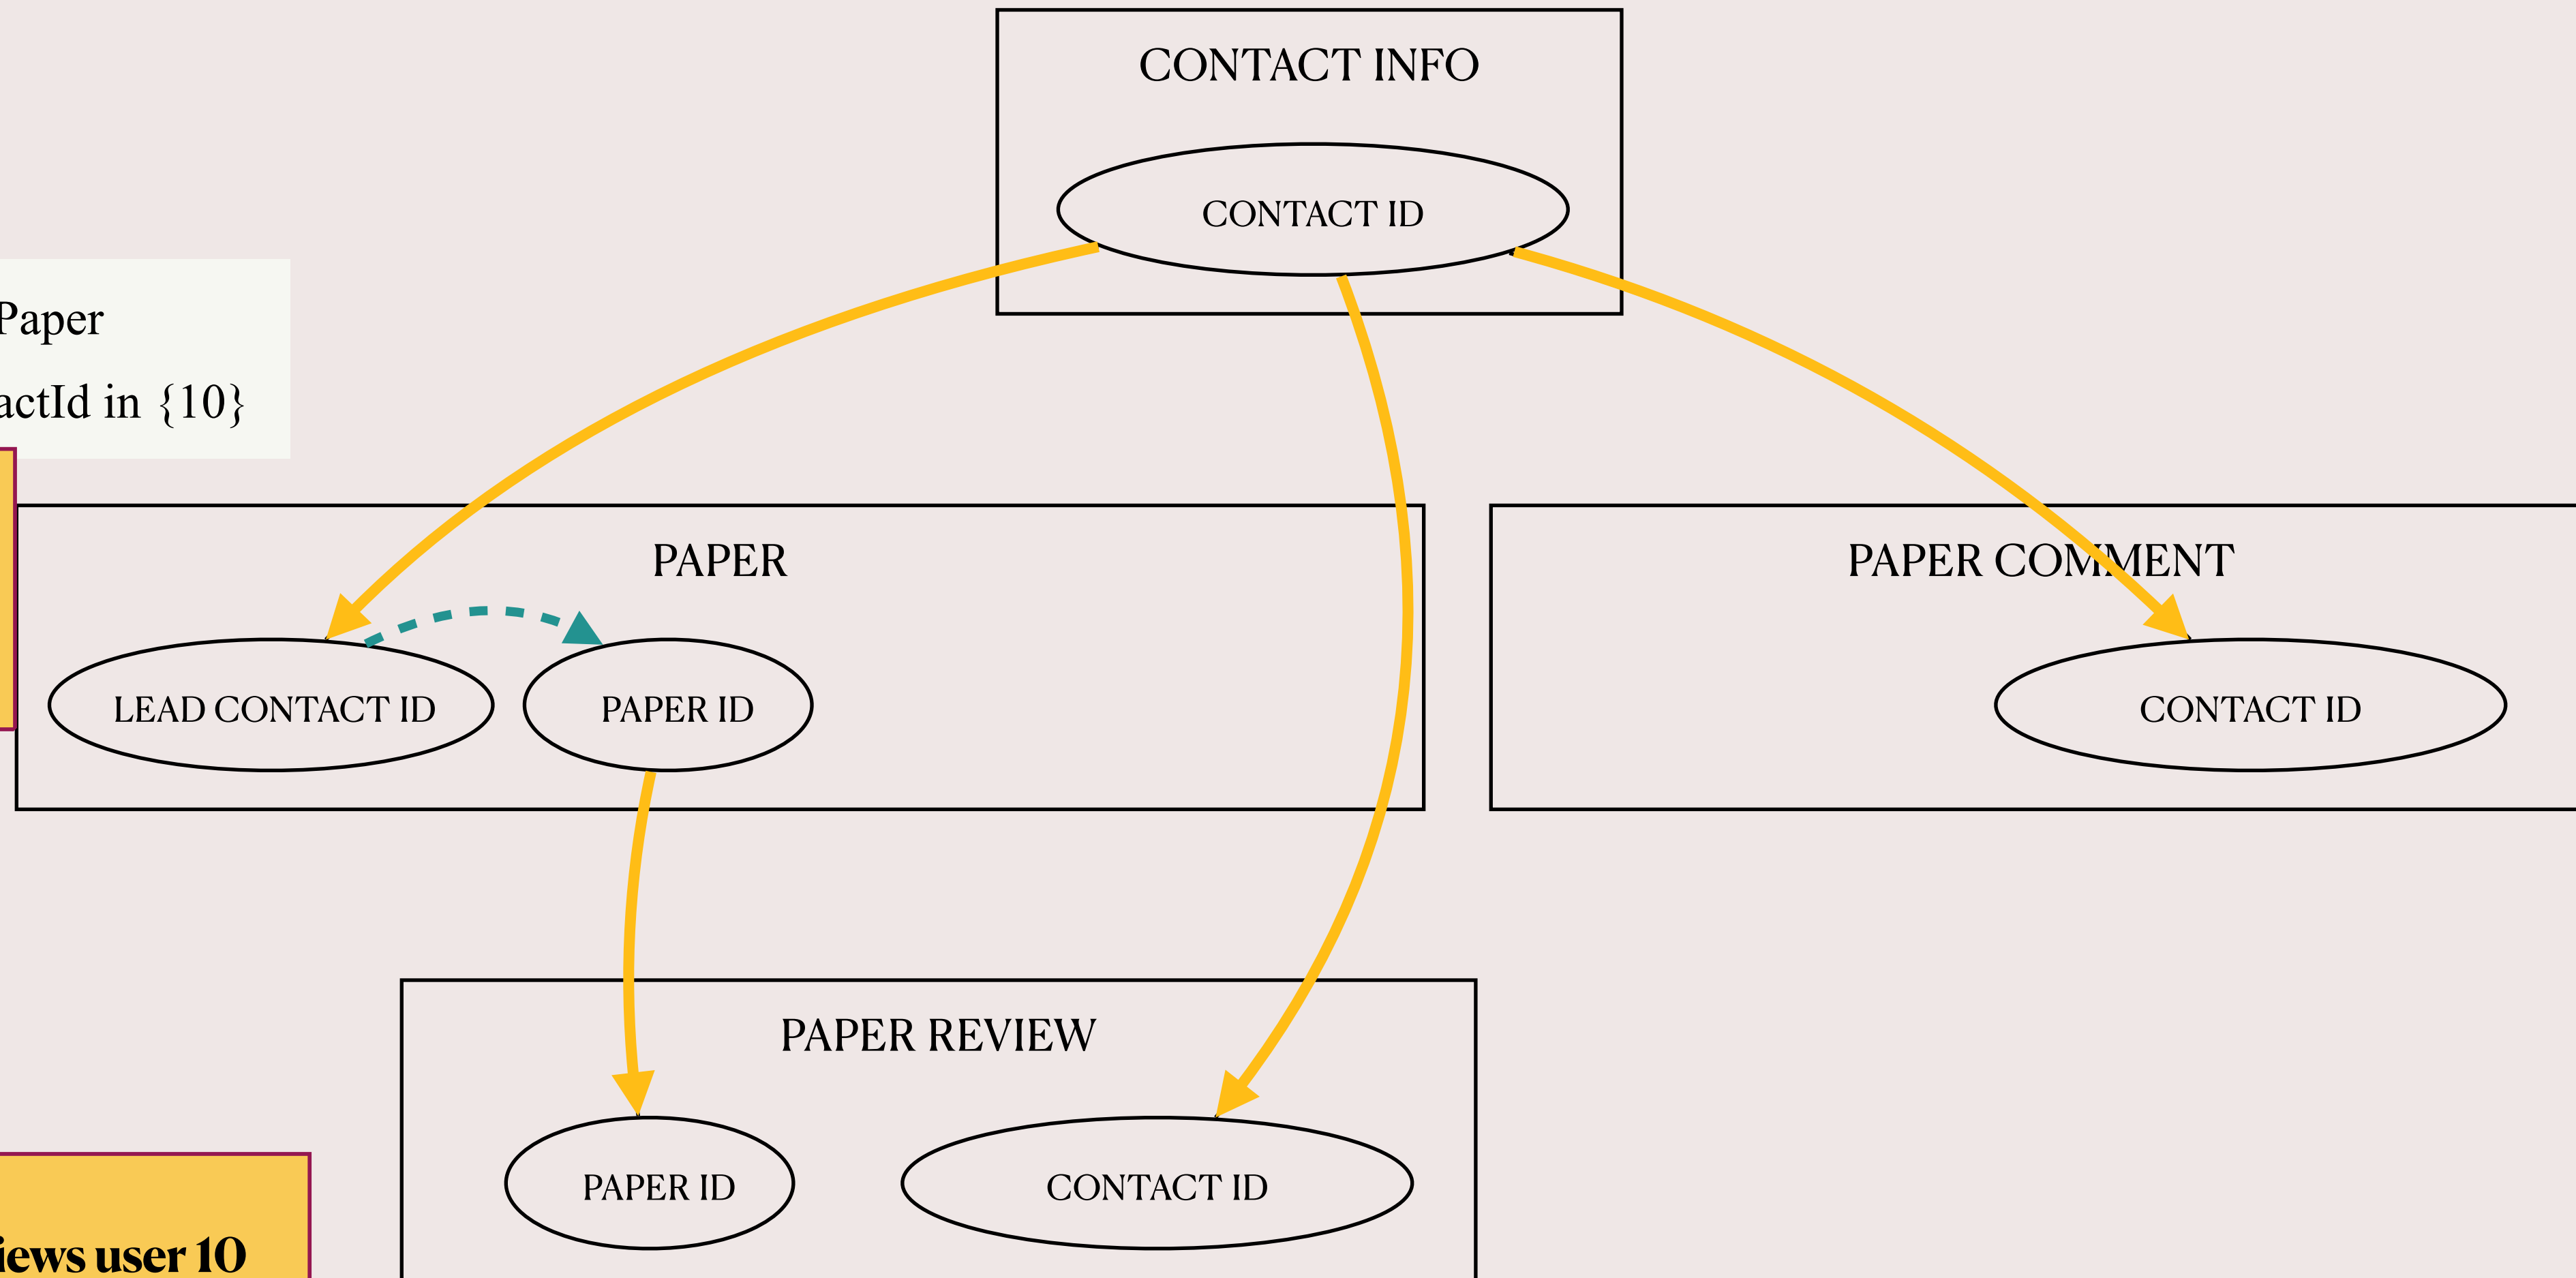 CONTACT INFO
CONTACT ID
Paper
actId in {10}
PAPER
PAPER COMMENT
LEAD CONTACT ID
PAPER ID
CONTACT ID
PAPER REVIEW
PAPER ID
CONTACT ID
iews user 10